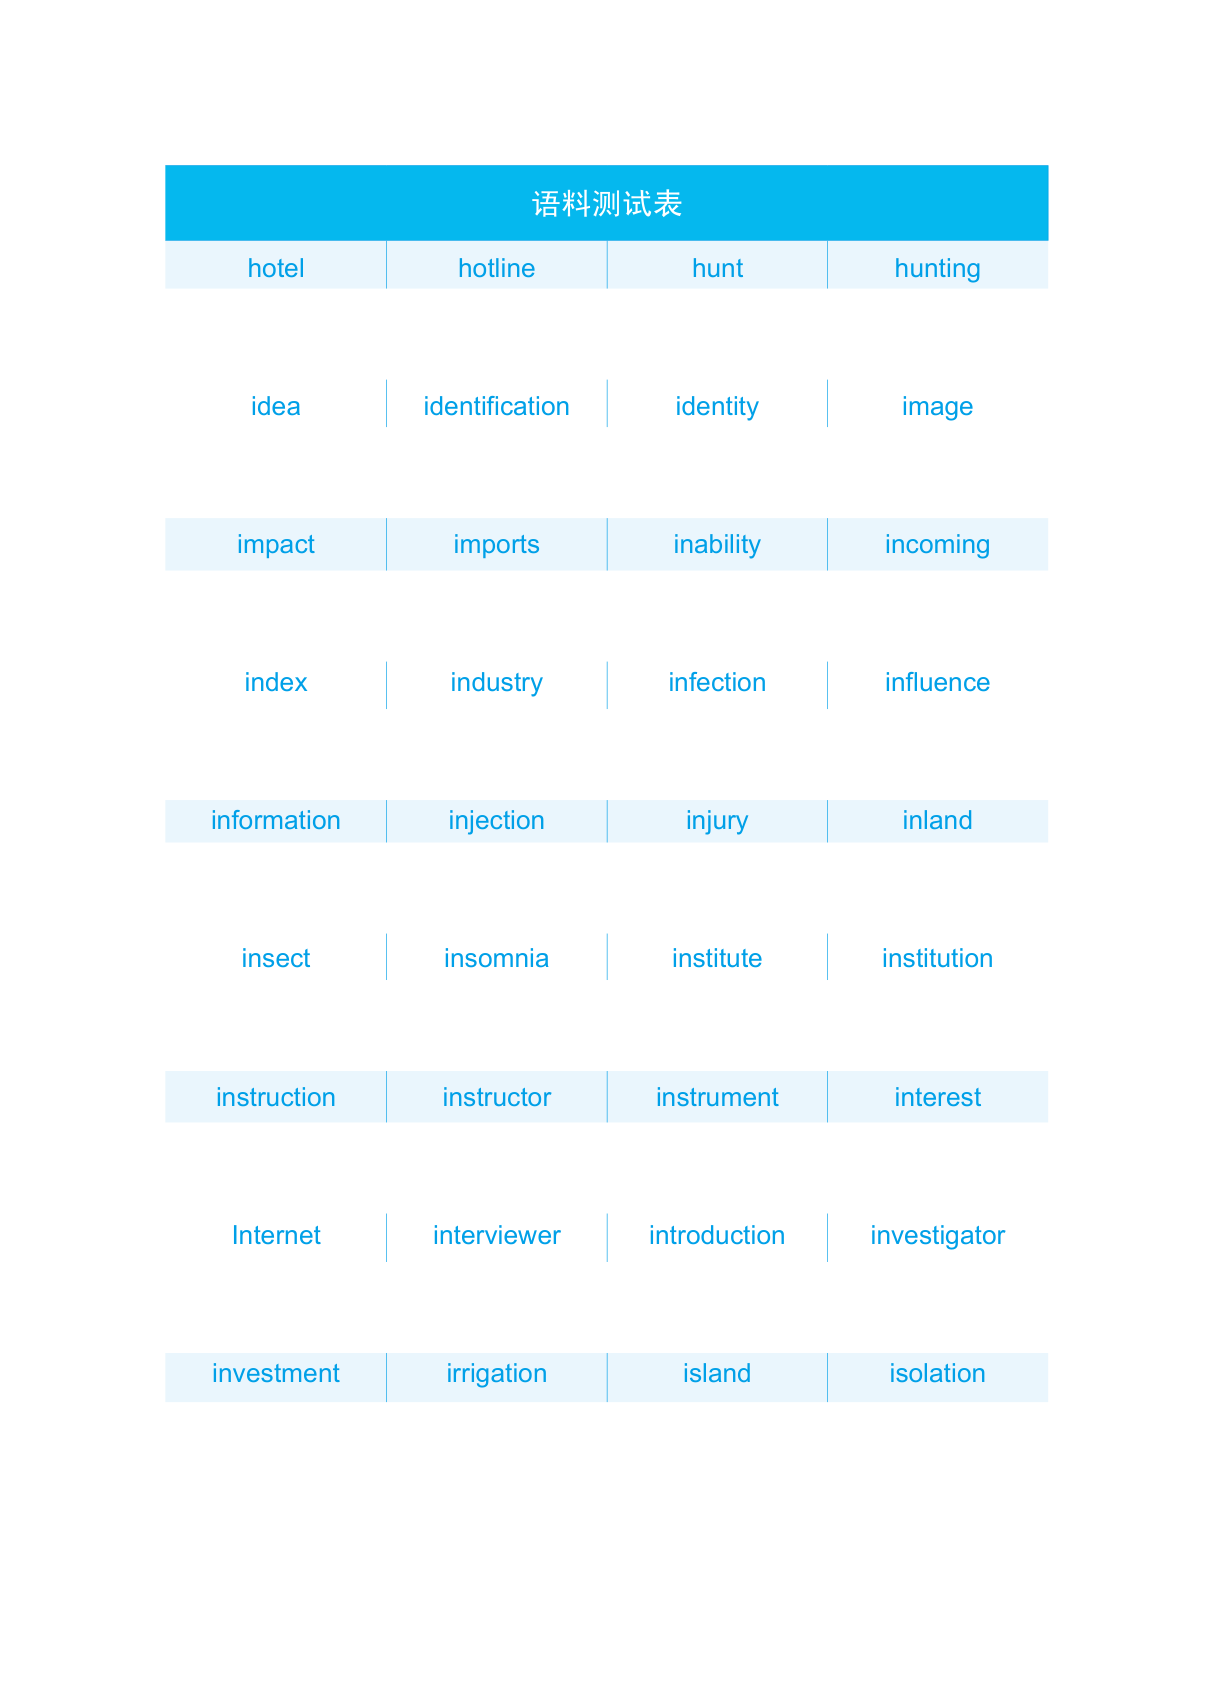 语料测试表
hotel hotline hunt hunting
idea identification identity image
impact imports inability incoming
index industry infection influence
information injection injury inland
insect insomnia institute institution
instruction instructor instrument interest
Internet interviewer introduction investigator
investment irrigation island isolation